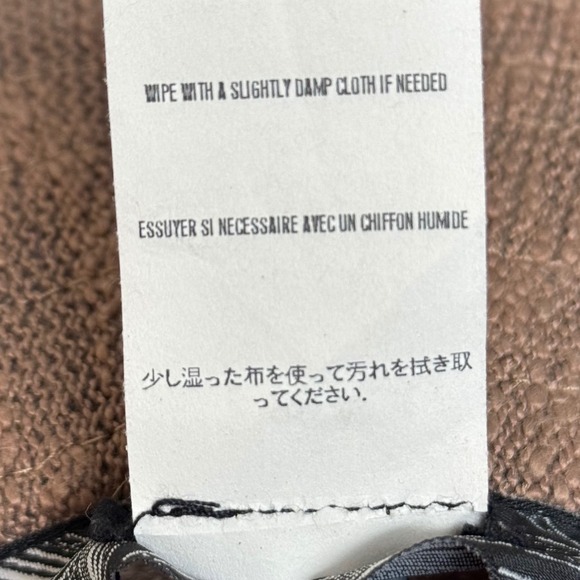 WIPE WITH A SLIGHTLY DAMP CLOTH IF NEEDED
ESSUYER SI NECESSAIRE AVEC UN CHIFFON HUMIDE
少し湿った布を使って汚れを拭き取
ってください.